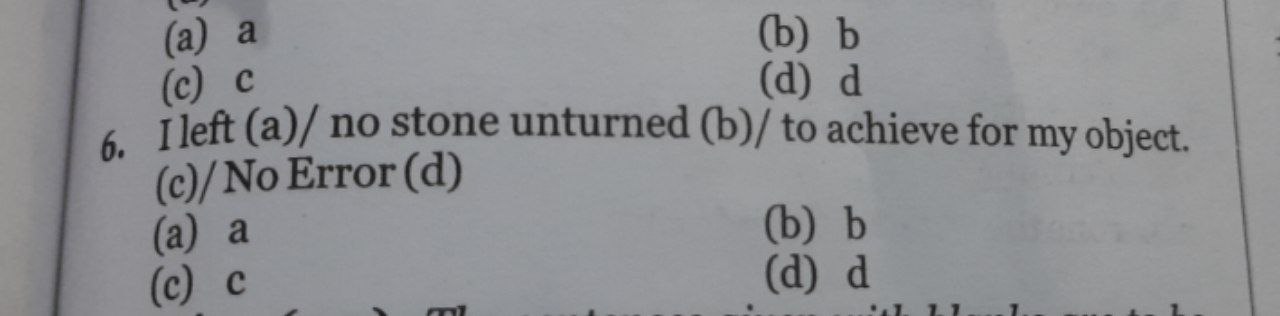 (a) a (b) b
(c) c (d) d
6. I left (a)/ no stone unturned (b)/ to achieve for my object.
(c)/ No Error (d)
(a) a (b) b
(c) c (d) d